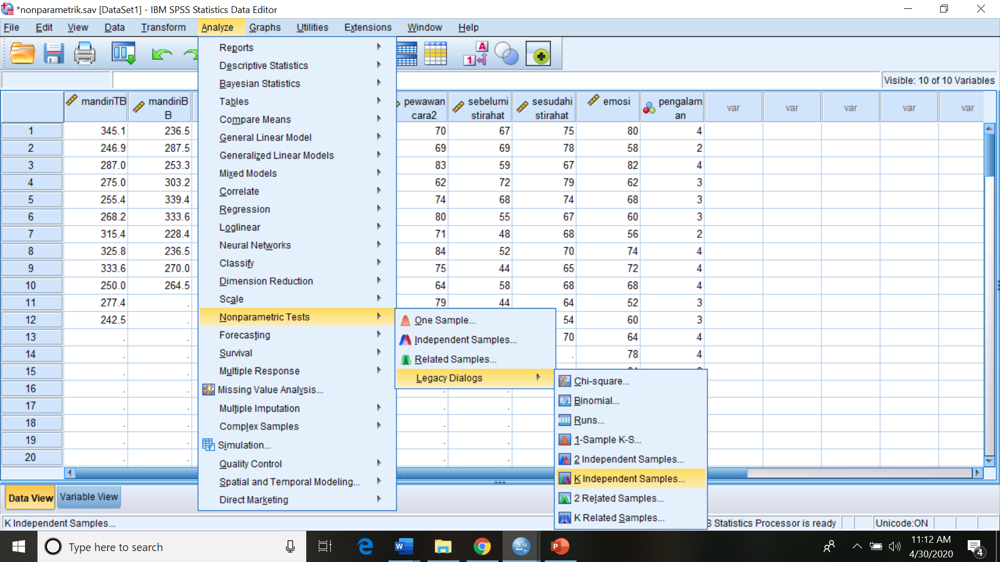 *nonparametrik.sav [DataSet1] - IBM SPSS Statistics Data Editor
File Edit View Data Transform Analyze Graphs Utilities Extensions Window Help
Visible: 10 of 10 Variables
mandiriTB mandiriB B pewawan cara2 sebelumi stirahat sesudahi stirahat emosi pengalam an var var var var var
1 345.1 236.5 70 67 75 80 4
2 246.9 287.5 69 69 78 58 2
3 287.0 253.3 83 59 67 82 4
4 275.0 303.2 62 72 79 62 3
5 255.4 339.4 74 68 74 68 3
6 268.2 333.6 80 55 67 60 3
7 315.4 228.4 71 48 68 56 2
8 325.8 236.5 84 52 70 74 4
9 333.6 270.0 75 44 65 72 4
10 250.0 264.5 64 58 68 68 4
11 277.4 . 79 44 64 52 3
12 242.5 . 54 60 3
13 . . 70 64 4
14 . . . 78 4
15 . .
16 . . . .
17 . . . .
18 . . . .
19 . . . .
20 . . . .
Reports
Descriptive Statistics
Bayesian Statistics
Tables
Compare Means
General Linear Model
Generalized Linear Models
Mixed Models
Correlate
Regression
Loglinear
Neural Networks
Classify
Dimension Reduction
Scale
Nonparametric Tests
Forecasting
Survival
Multiple Response
Missing Value Analysis...
Multiple Imputation
Complex Samples
Simulation...
Quality Control
Spatial and Temporal Modeling...
Direct Marketing
One Sample...
Independent Samples...
Related Samples...
Legacy Dialogs
Chi-square...
Binomial...
Runs...
1-Sample K-S...
2 Independent Samples...
K Independent Samples...
2 Related Samples...
K Related Samples...
Data View Variable View
K Independent Samples... S Statistics Processor is ready Unicode:ON
Type here to search
11:12 AM
4/30/2020
4